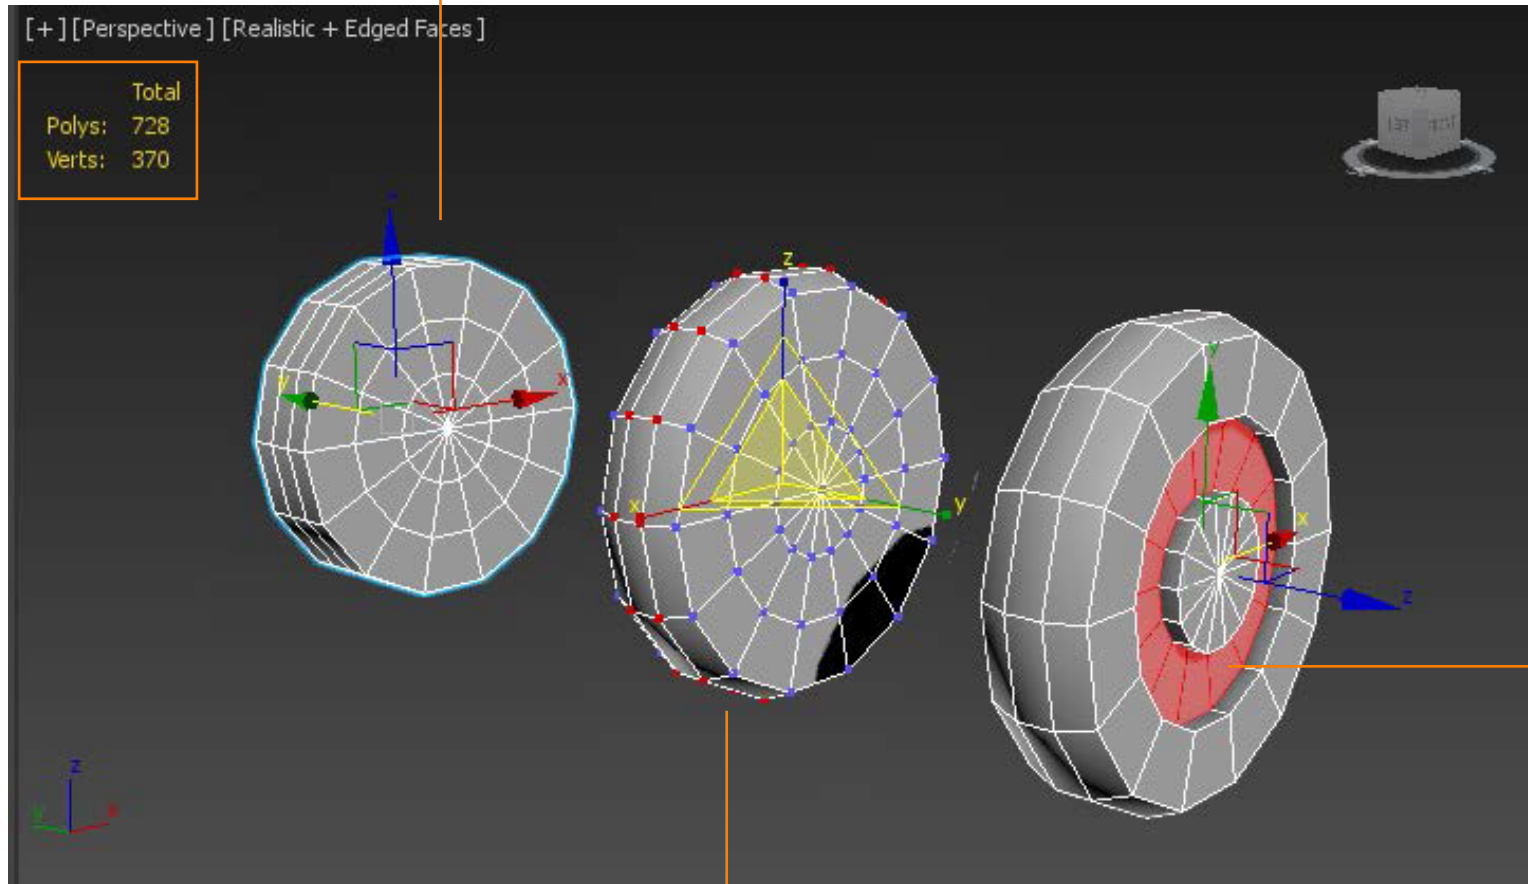 [+][Perspective][Realistic + Edged Faces]
Total
Polys: 728
Verts: 370
z
y
x
z
x
y
y
x
z
z
y
x